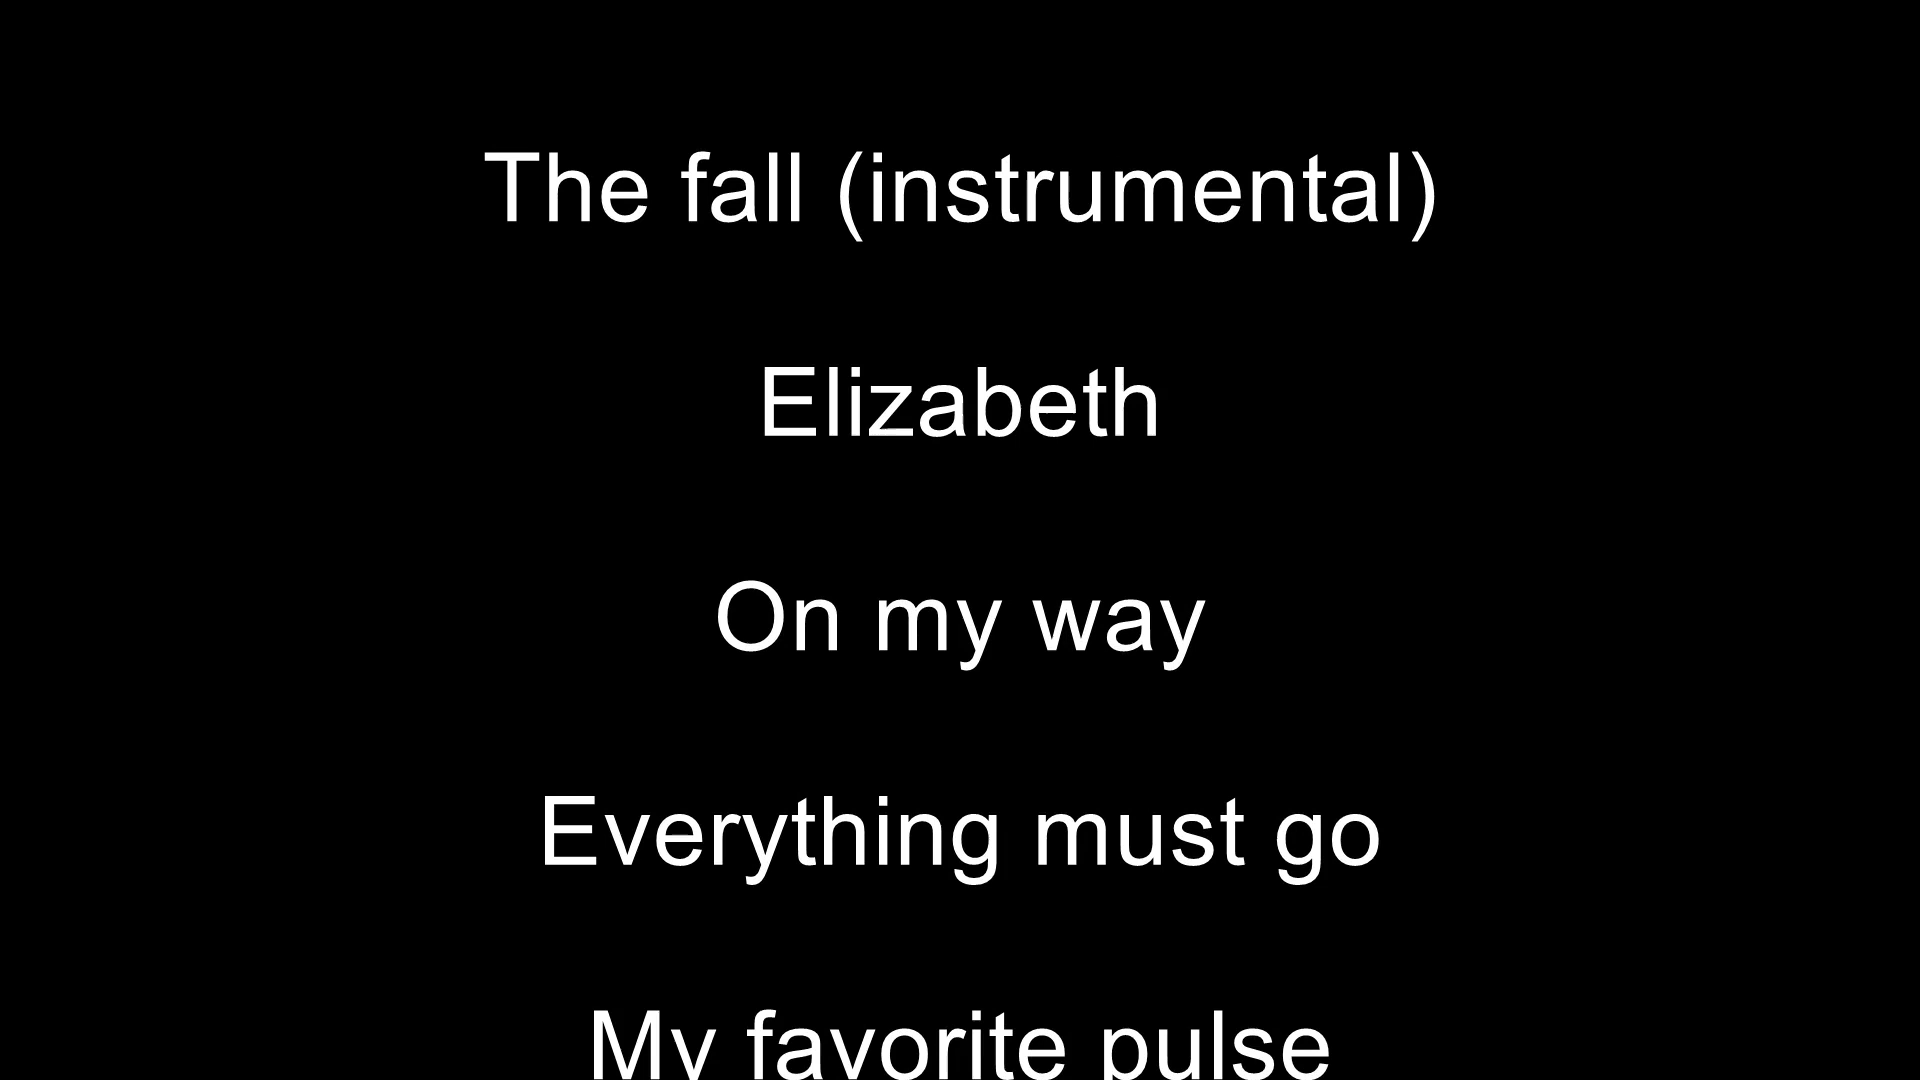 The fall (instrumental)
Elizabeth
On my way
Everything must go
My favorite pulse